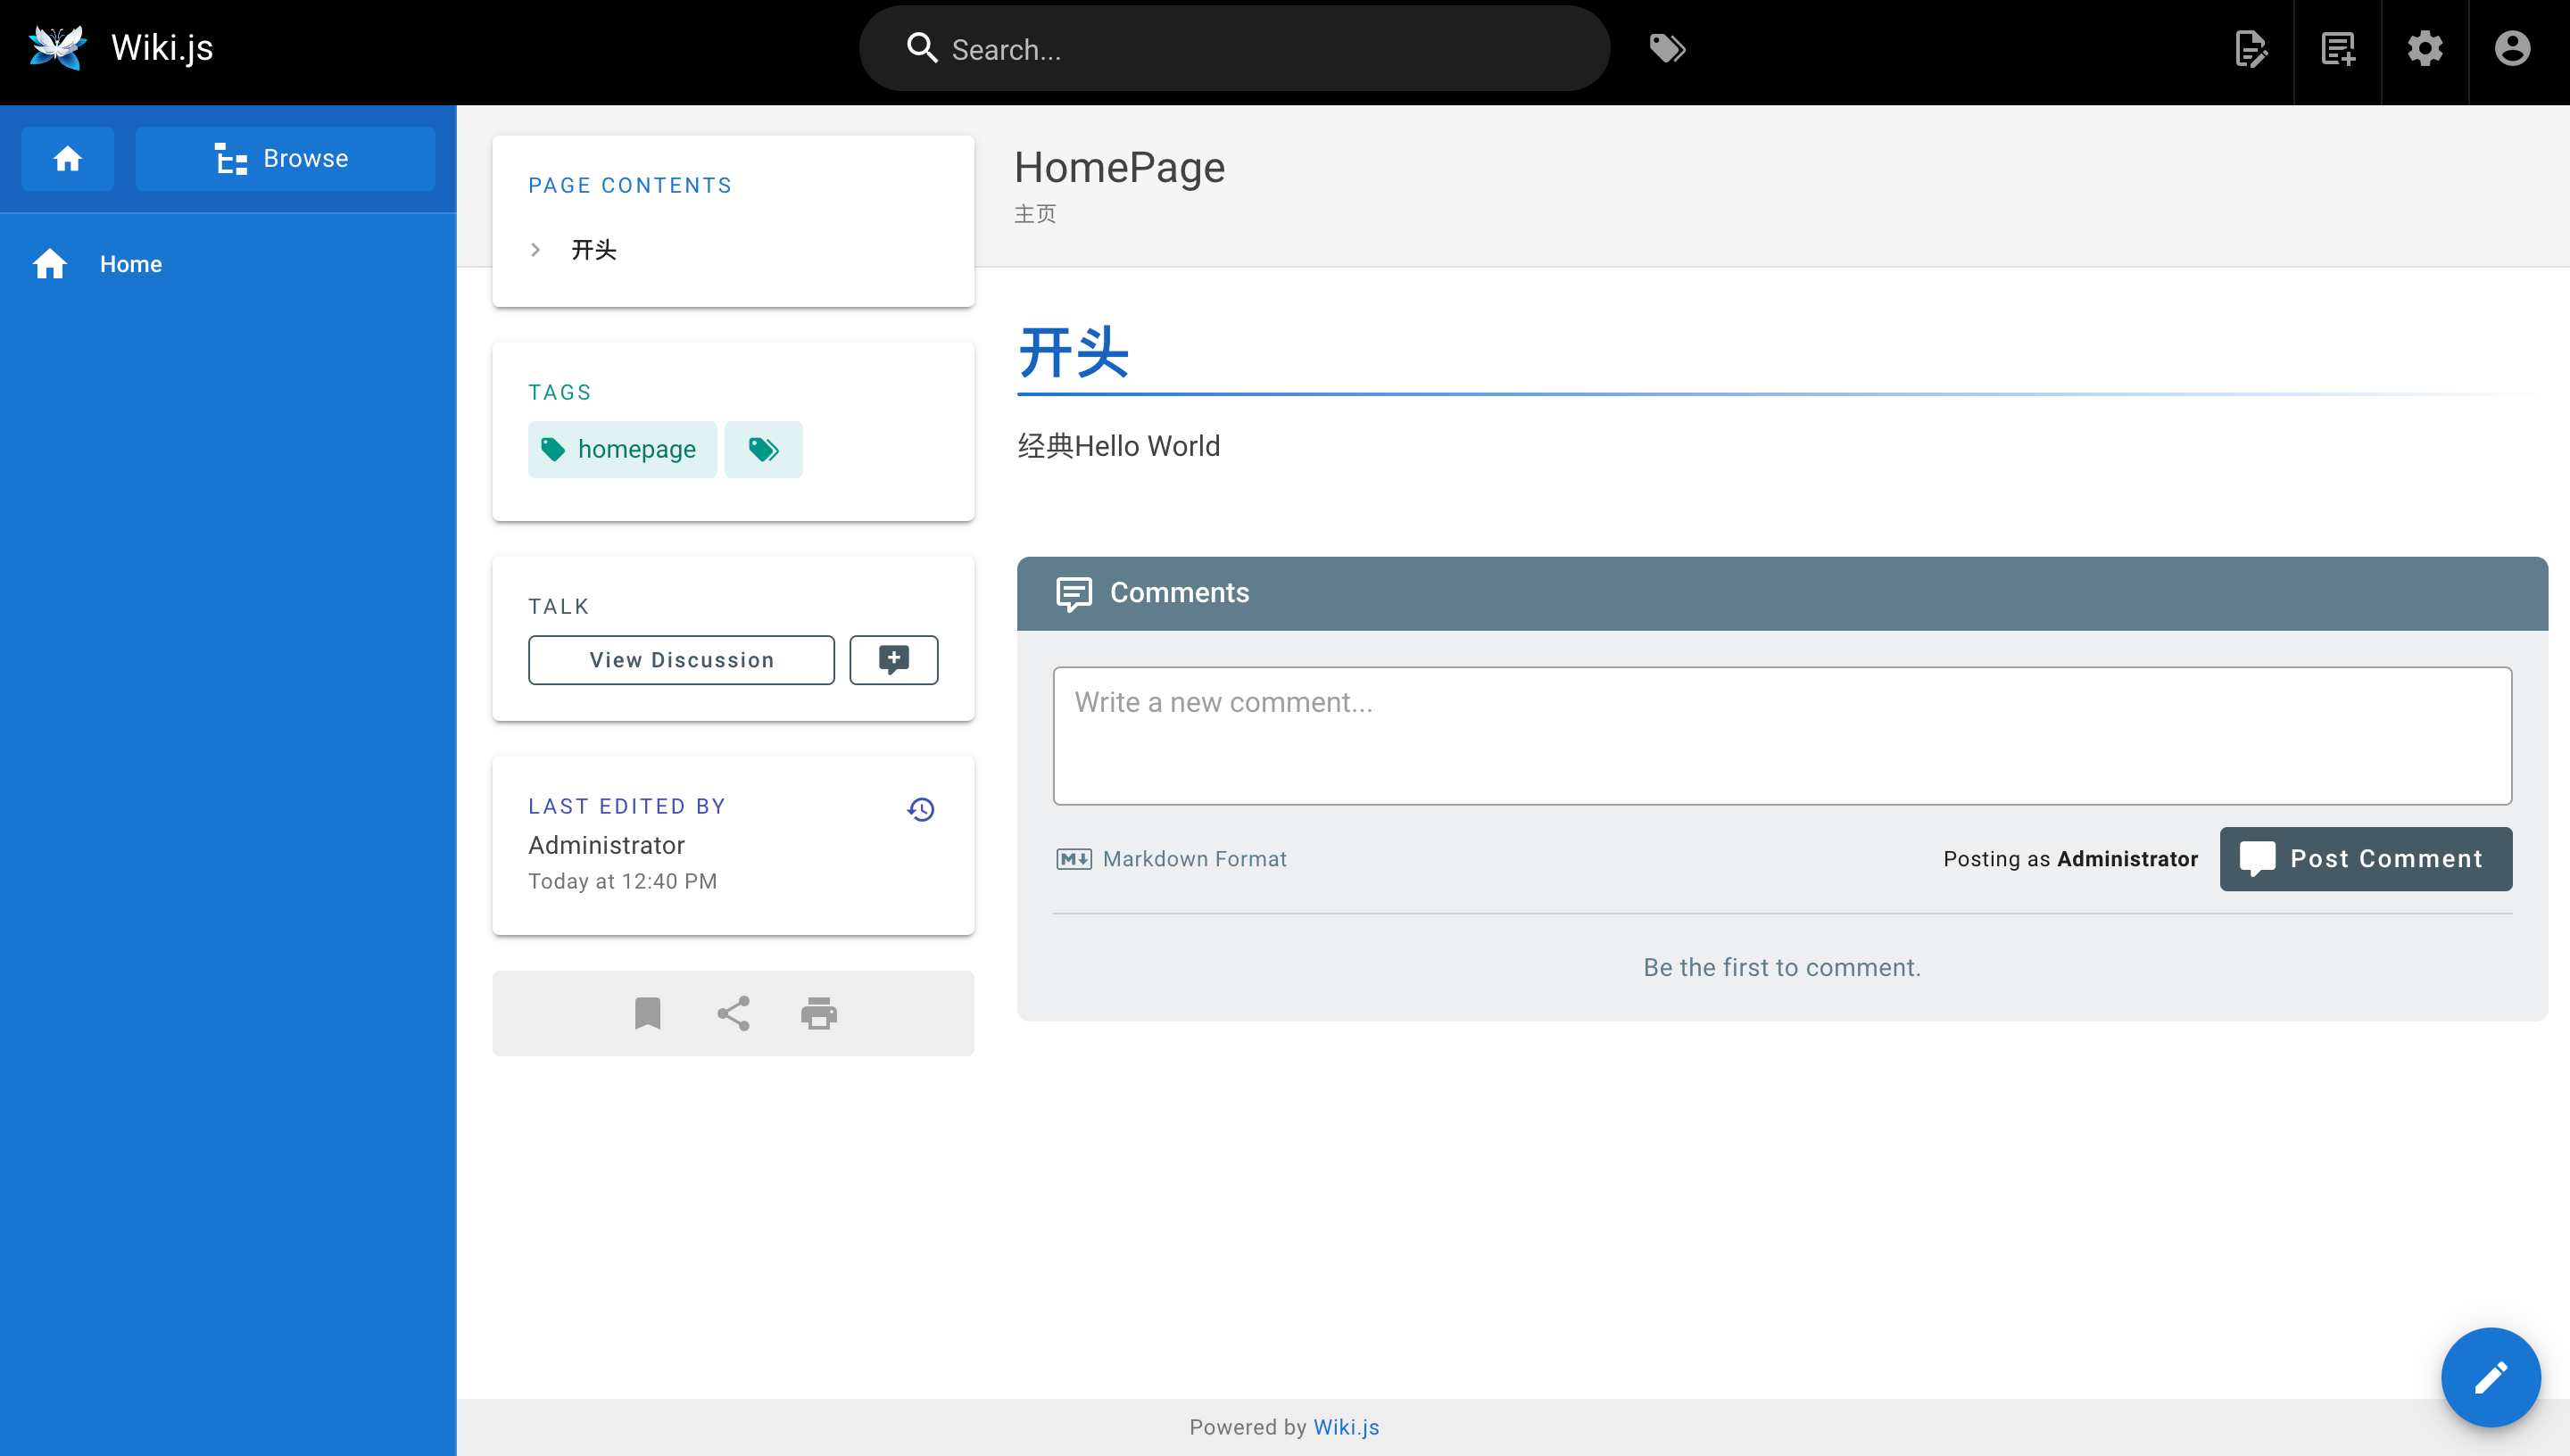 Wiki.js
Search...
Browse
Home
PAGE CONTENTS
开头
TAGS
homepage
TALK
View Discussion
LAST EDITED BY
Administrator
Today at 12:40 PM
HomePage
主页
开头
经典Hello World
Comments
Write a new comment...
Markdown Format
Posting as Administrator
Post Comment
Be the first to comment.
Powered by Wiki.js